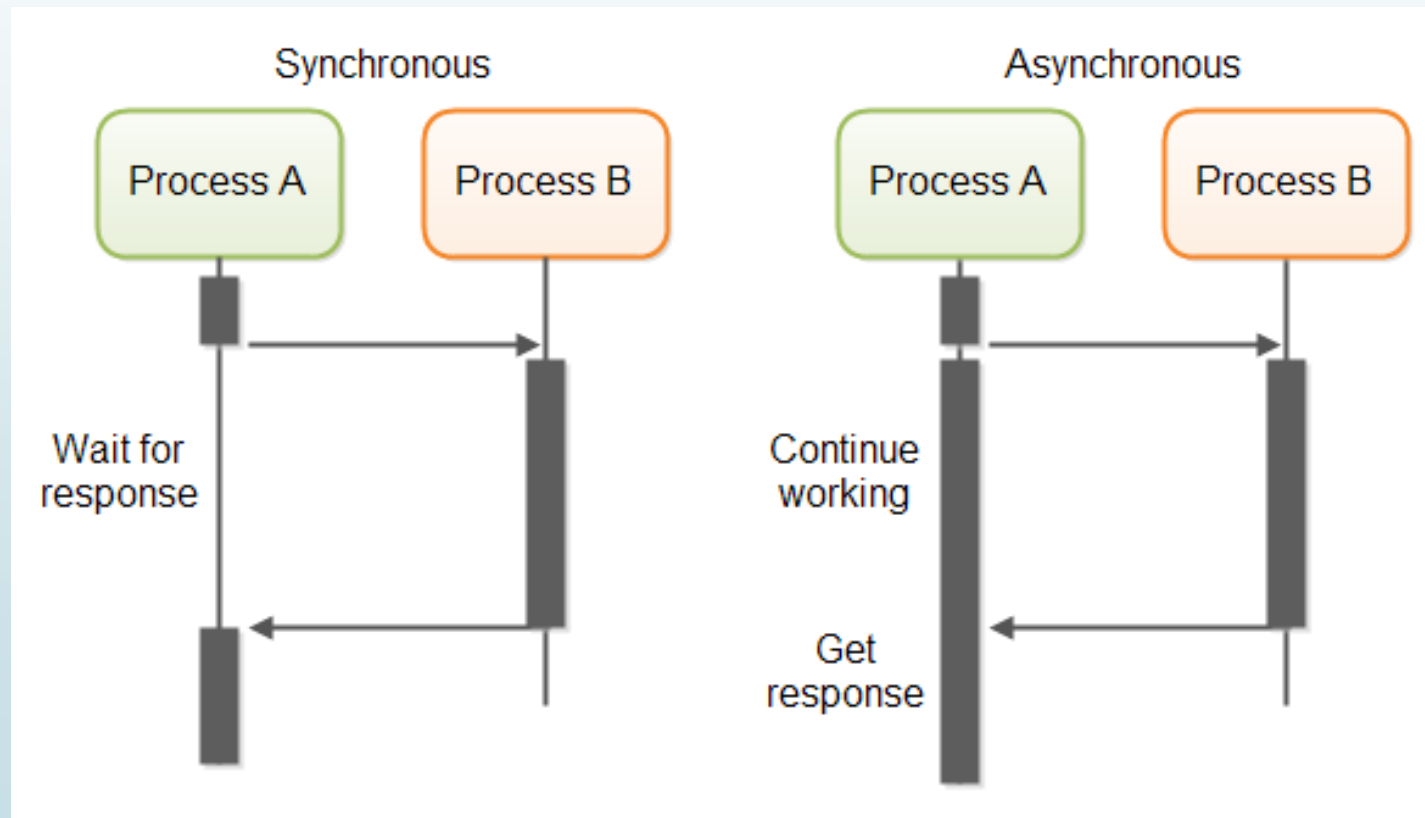 Synchronous
Process A
Process B
Wait for
response
Asynchronous
Process A
Process B
Continue
working
Get
response